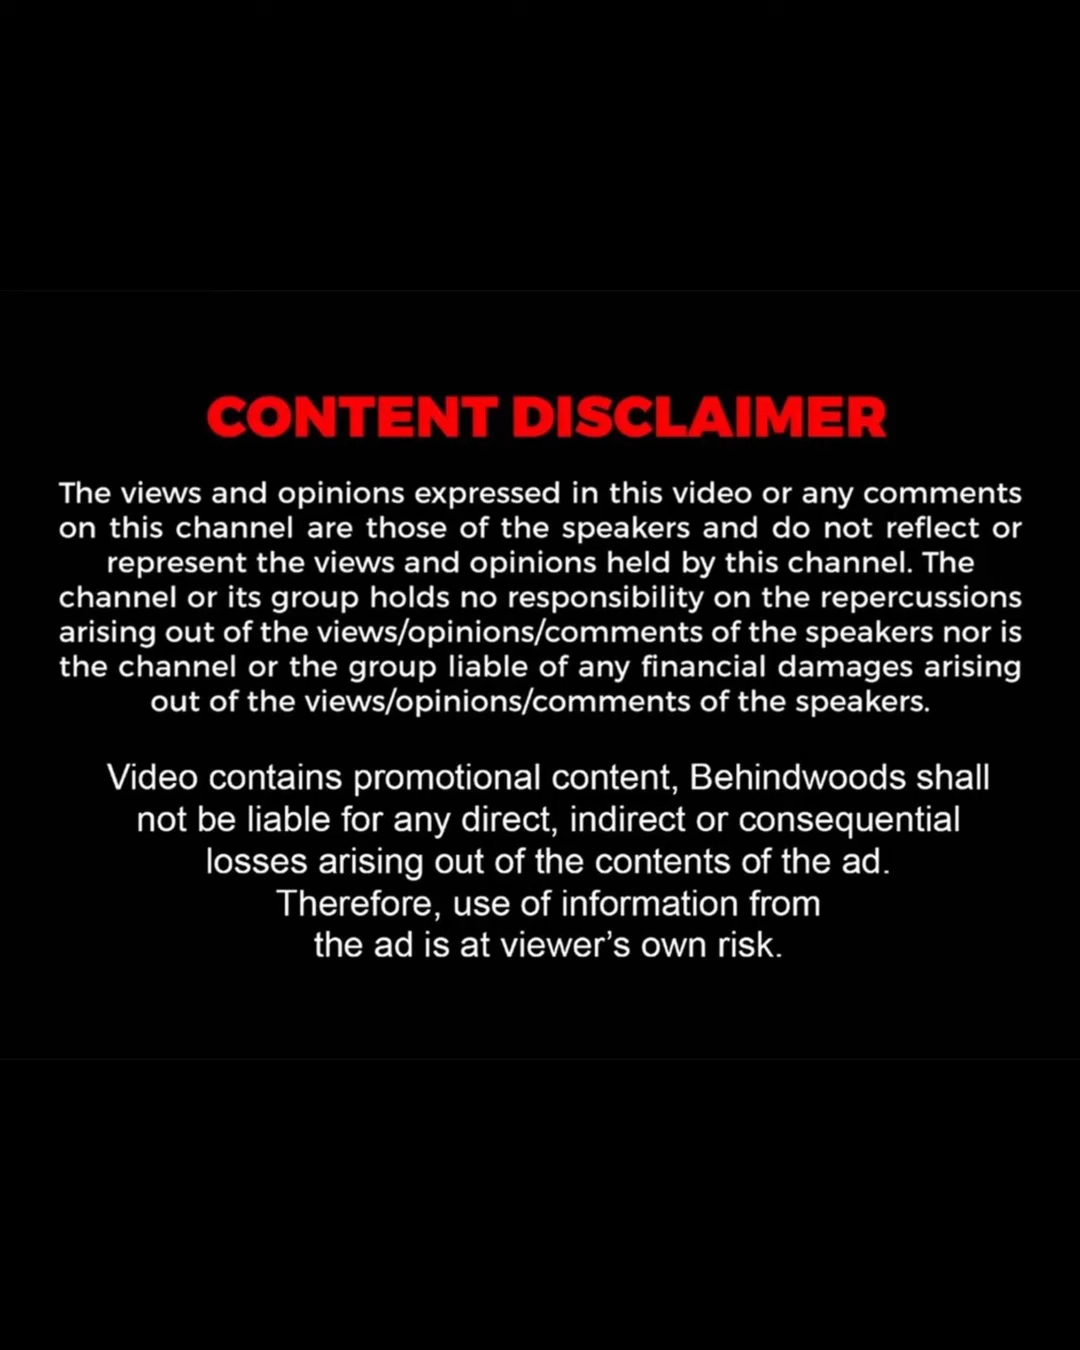 CONTENT DISCLAIMER
The views and opinions expressed in this video or any comments
on this channel are those of the speakers and do not reflect or
represent the views and opinions held by this channel. The
channel or its group holds no responsibility on the repercussions
arising out of the views/opinions/comments of the speakers nor is
the channel or the group liable of any financial damages arising
out of the views/opinions/comments of the speakers.
Video contains promotional content, Behindwoods shall
not be liable for any direct, indirect or consequential
losses arising out of the contents of the ad.
Therefore, use of information from
the ad is at viewer’s own risk.